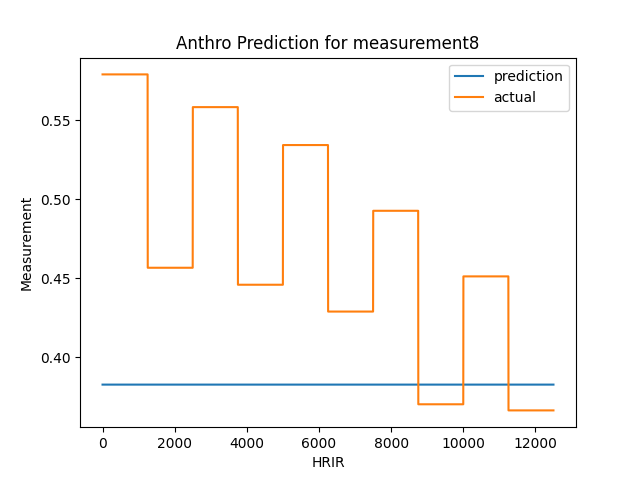 Anthro Prediction for measurement8
prediction
actual
0.55
0.50
0.45
0.40
Measurement
0 2000 4000 6000 8000 10000 12000
HRIR